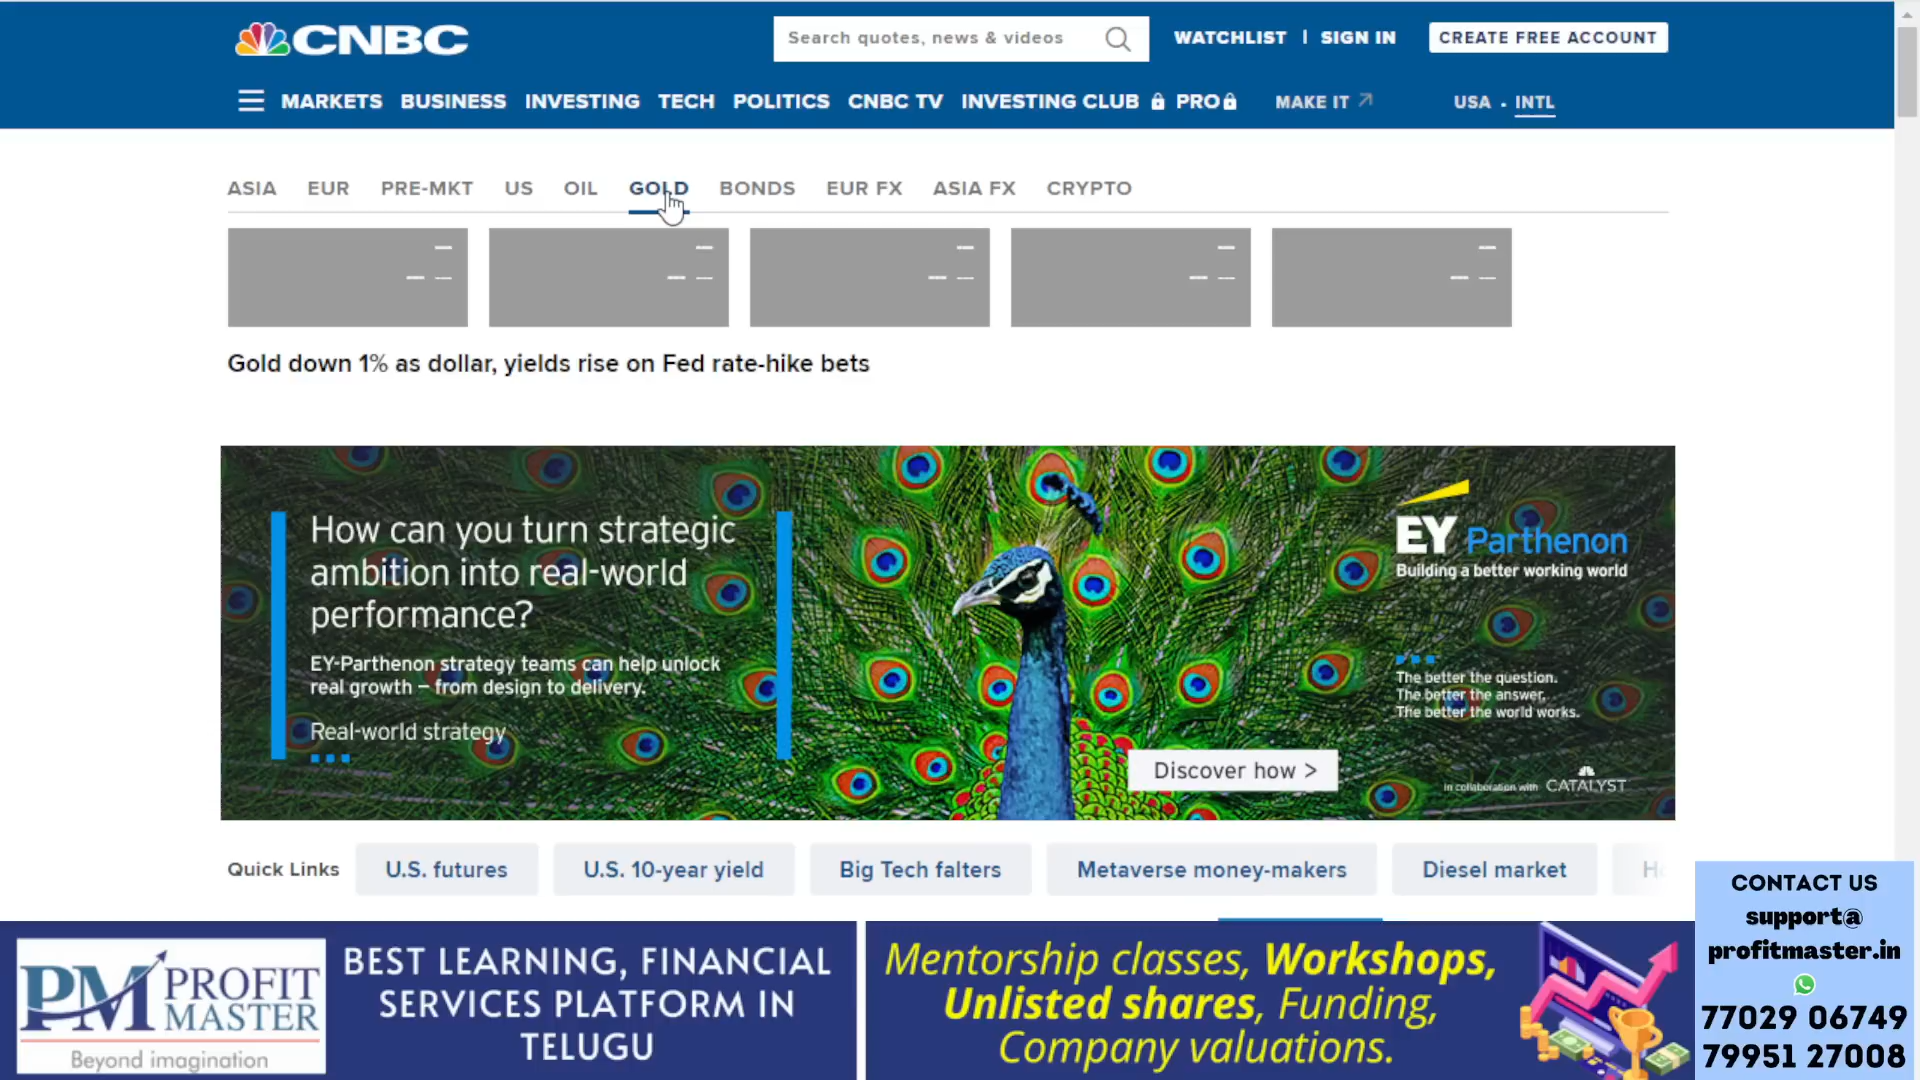 CNBC
Search quotes, news & videos
WATCHLIST | SIGN IN
CREATE FREE ACCOUNT
MARKETS BUSINESS INVESTING TECH POLITICS CNBC TV INVESTING CLUB PRO MAKE IT USA • INTL
ASIA EUR PRE-MKT US OIL GOLD BONDS EUR FX ASIA FX CRYPTO
Gold down 1% as dollar, yields rise on Fed rate-hike bets
How can you turn strategic
ambition into real-world
performance?
EY-Parthenon strategy teams can help unlock
real growth – from design to delivery.
Real-world strategy
EY Parthenon
Building a better working world
The better the question.
The better the answer.
The better the world works.
Discover how >
in collaboration with CATALYST
Quick Links U.S. futures U.S. 10-year yield Big Tech falters Metaverse money-makers Diesel market
PM PROFIT
MASTER
Beyond imagination
BEST LEARNING, FINANCIAL
SERVICES PLATFORM IN
TELUGU
Mentorship classes, Workshops,
Unlisted shares, Funding,
Company valuations.
CONTACT US
support@
profitmaster.in
77029 06749
79951 27008